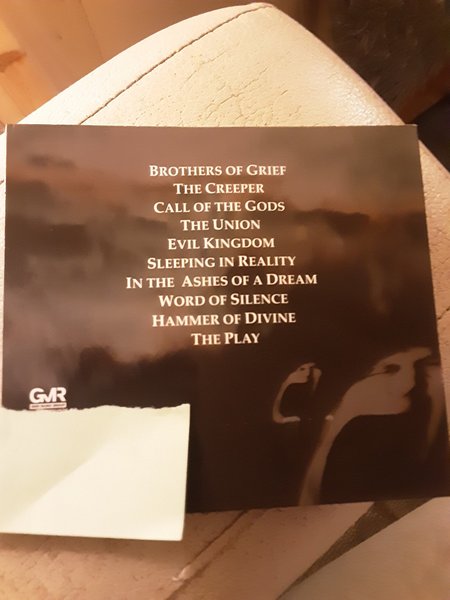 BROTHERS OF GRIEF
THE CREEPER
CALL OF THE GODS
THE UNION
EVIL KINGDOM
SLEEPING IN REALITY
IN THE ASHES OF A DREAM
WORD OF SILENCE
HAMMER OF DIVINE
THE PLAY
GMR